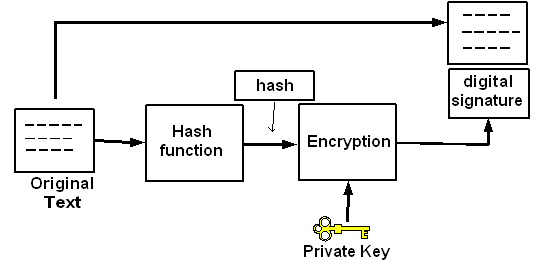 hash
digital
signature
Hash
function
Encryption
Original
Text
Private Key